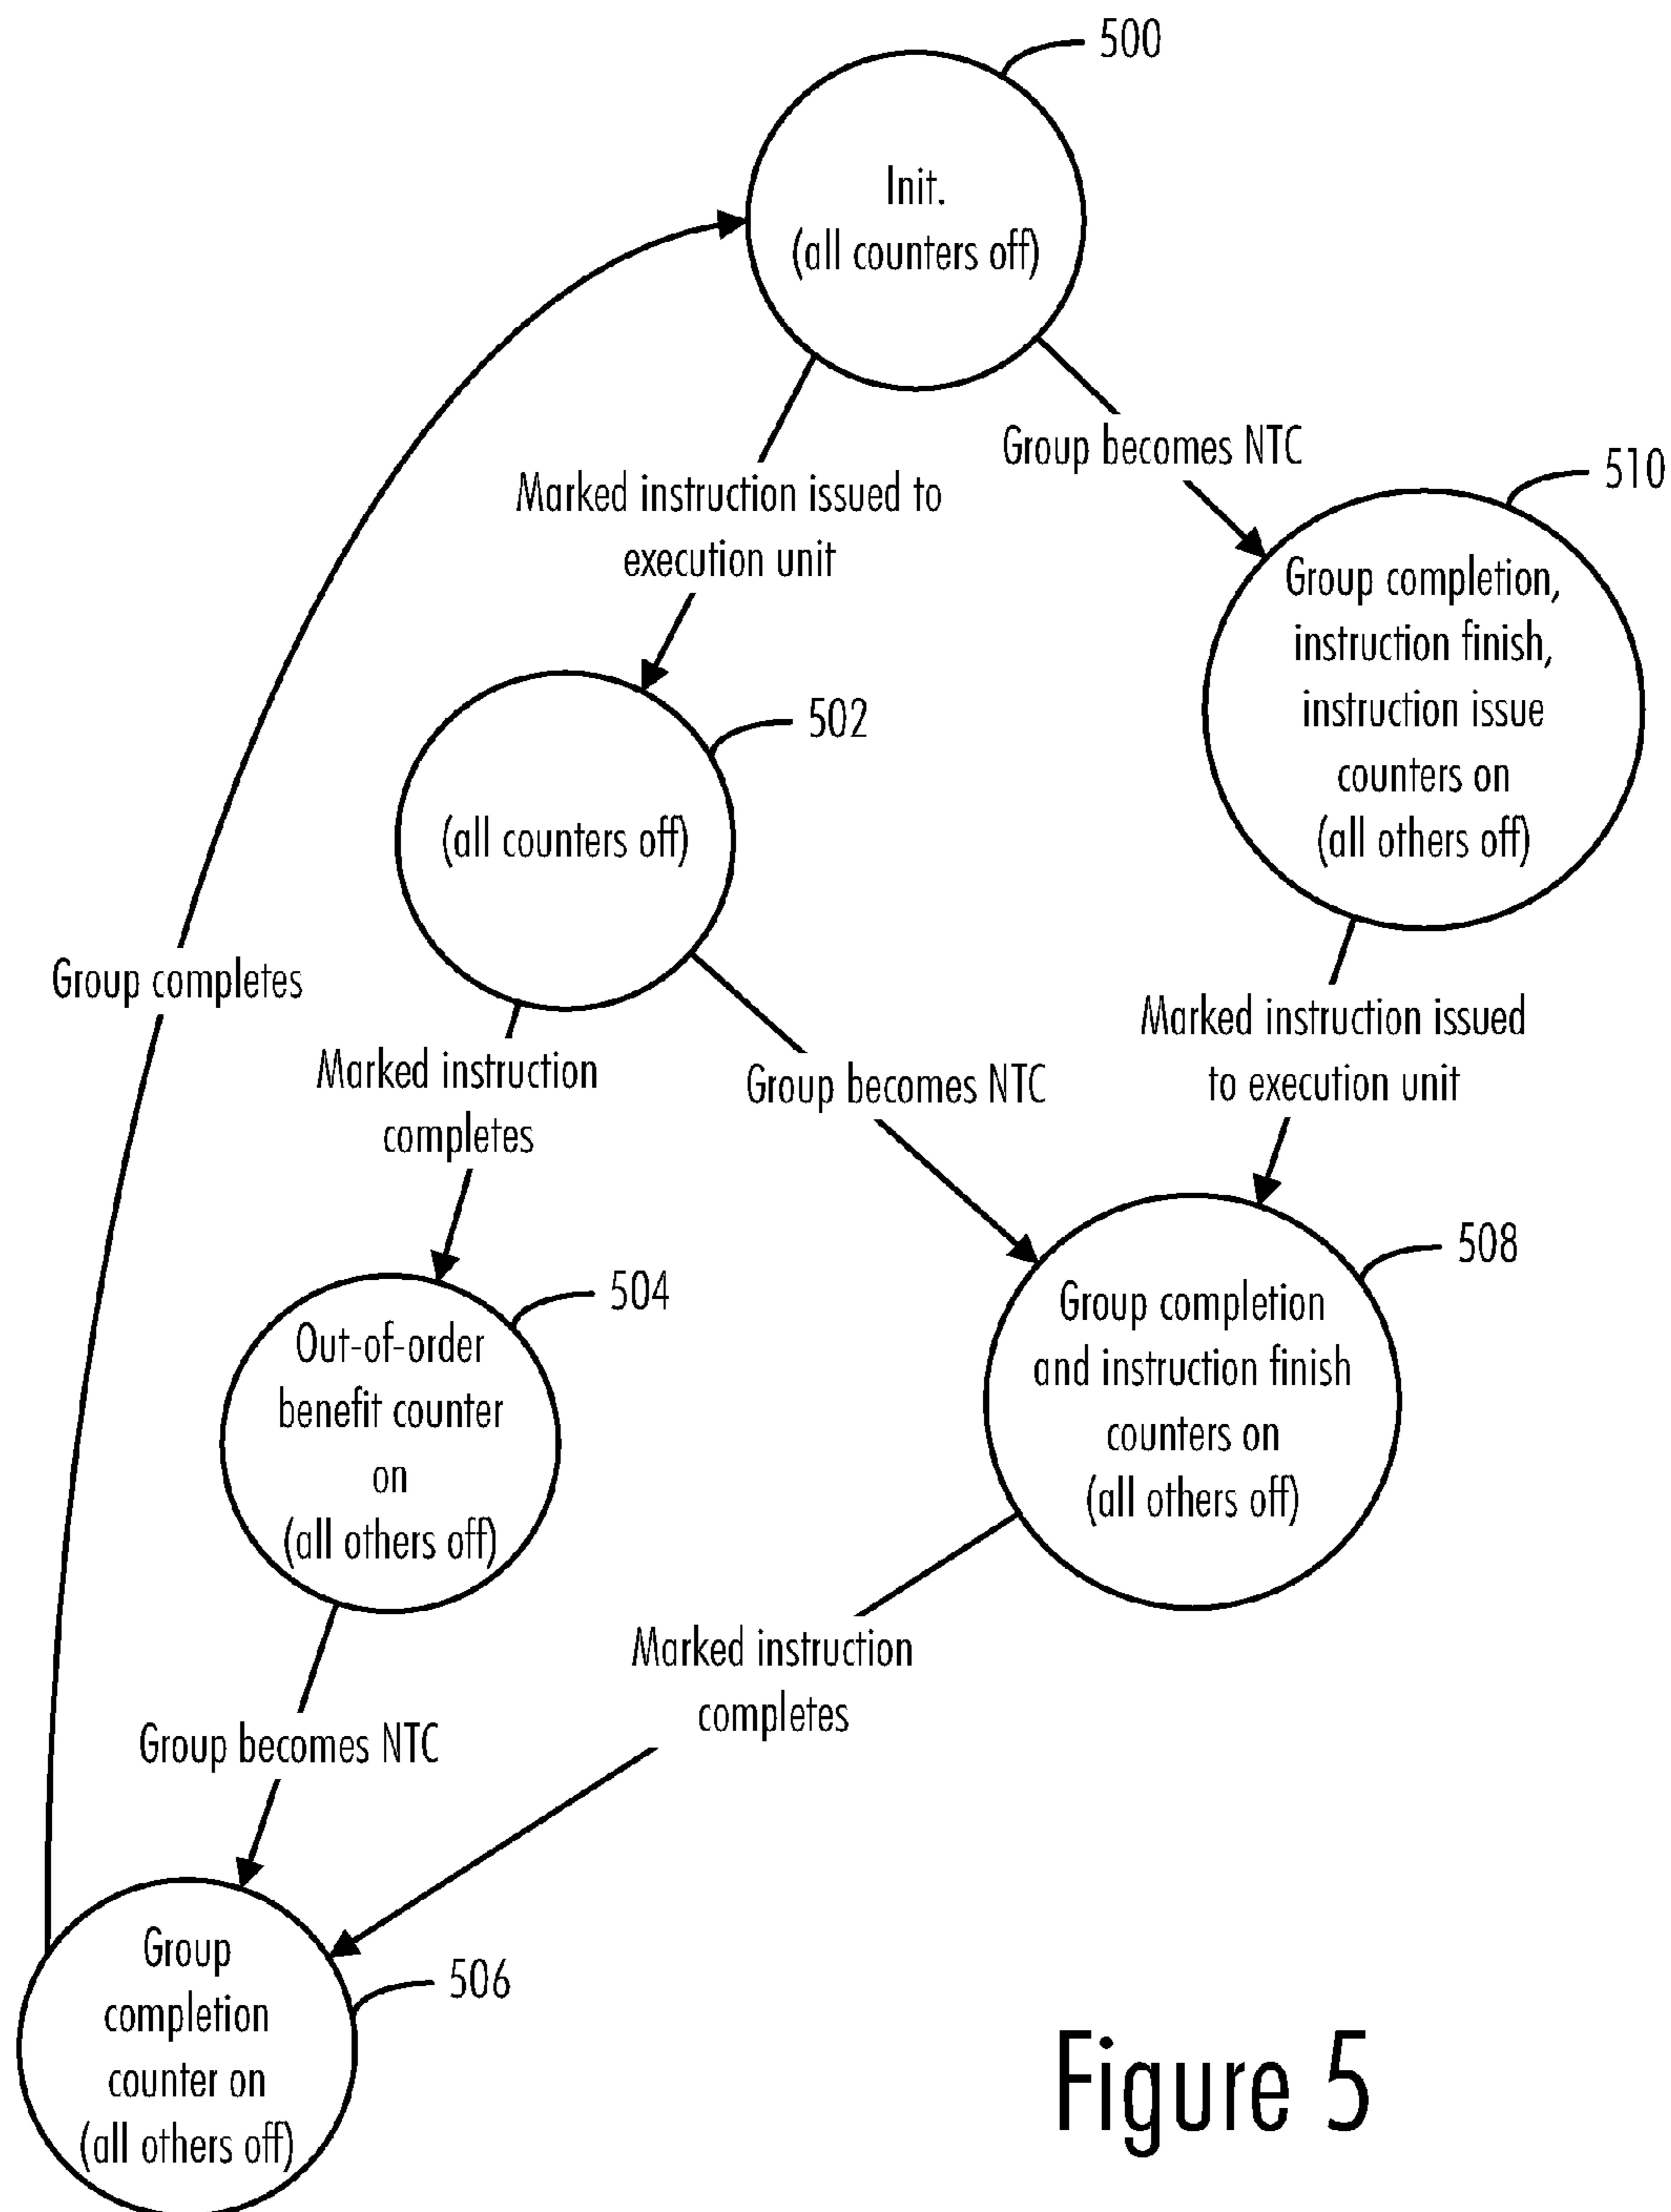 500
Init.
(all counters off)
Group becomes NTC
510
Marked instruction issued to
execution unit
Group completion,
instruction finish,
instruction issue
counters on
(all others off)
502
(all counters off)
Group completes
Marked instruction issued
to execution unit
Marked instruction
completes
Group becomes NTC
508
504
Group completion
and instruction finish
counters on
(all others off)
Out-of-order
benefit counter
on
(all others off)
Marked instruction
completes
Group becomes NTC
506
Group
completion
counter on
(all others off)
Figure 5